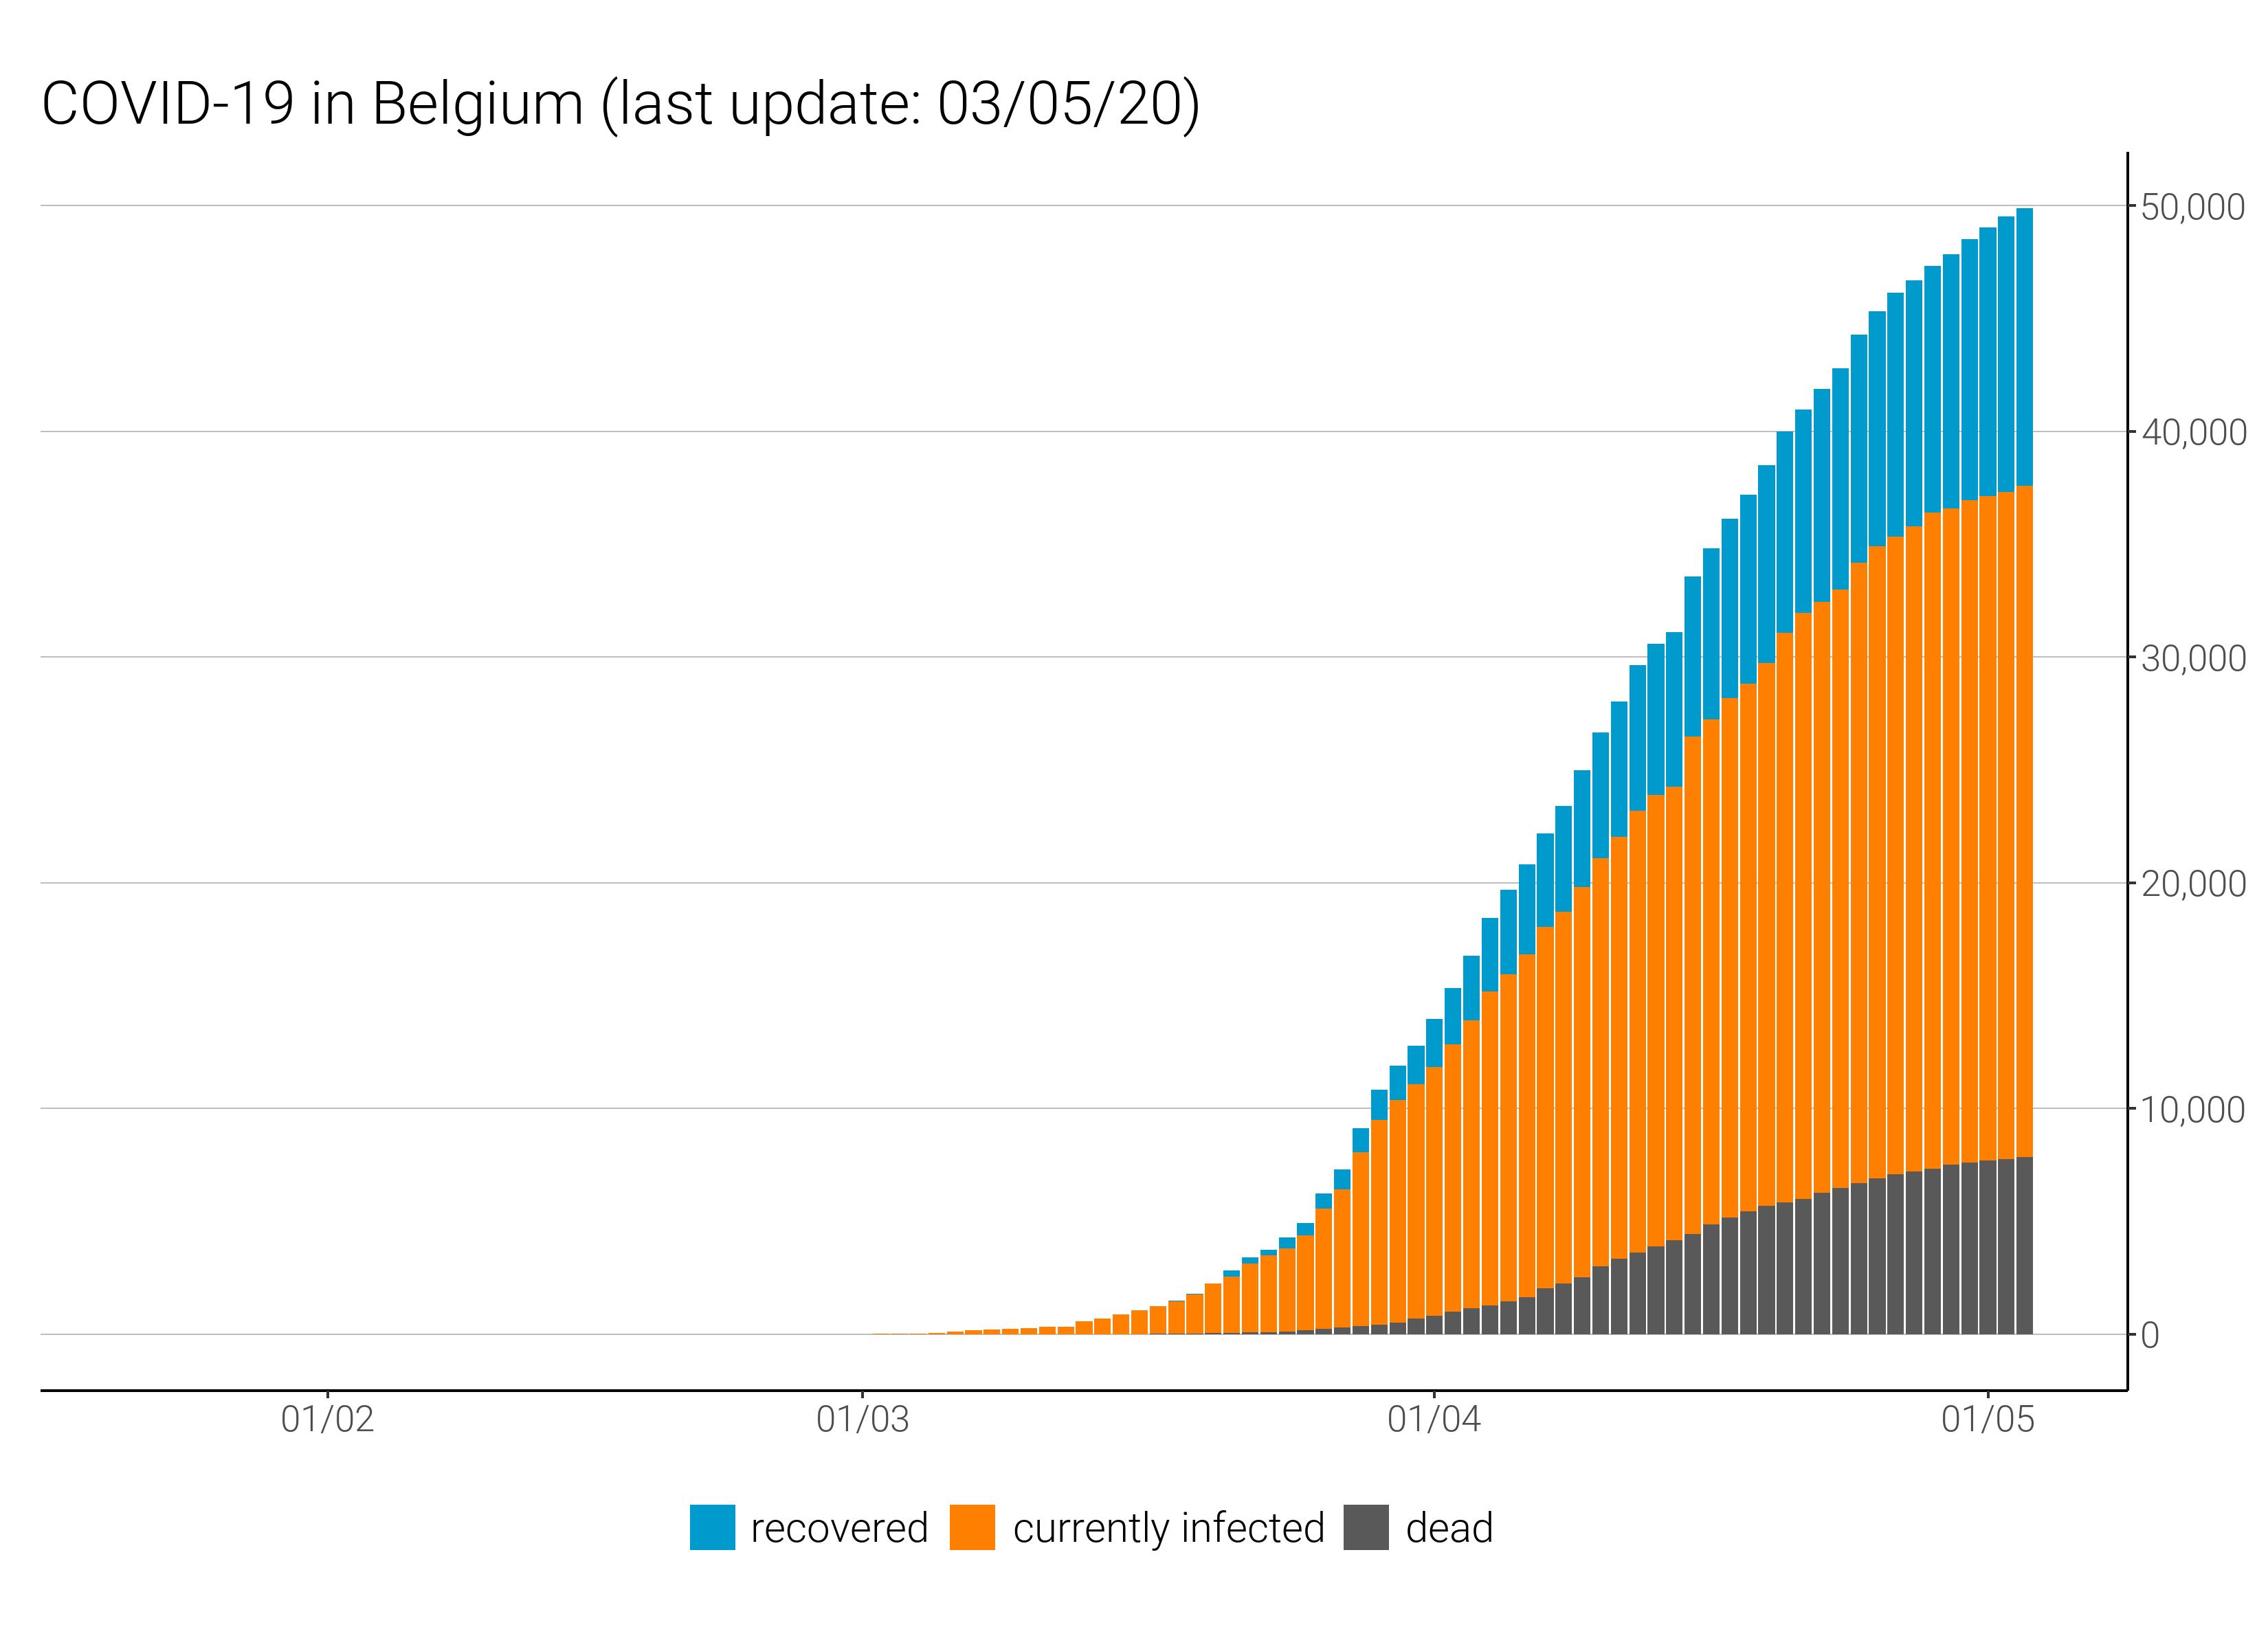 COVID-19 in Belgium (last update: 03/05/20)
50,000
40,000
30,000
20,000
10,000
0
01/02 01/03 01/04 01/05
recovered currently infected dead